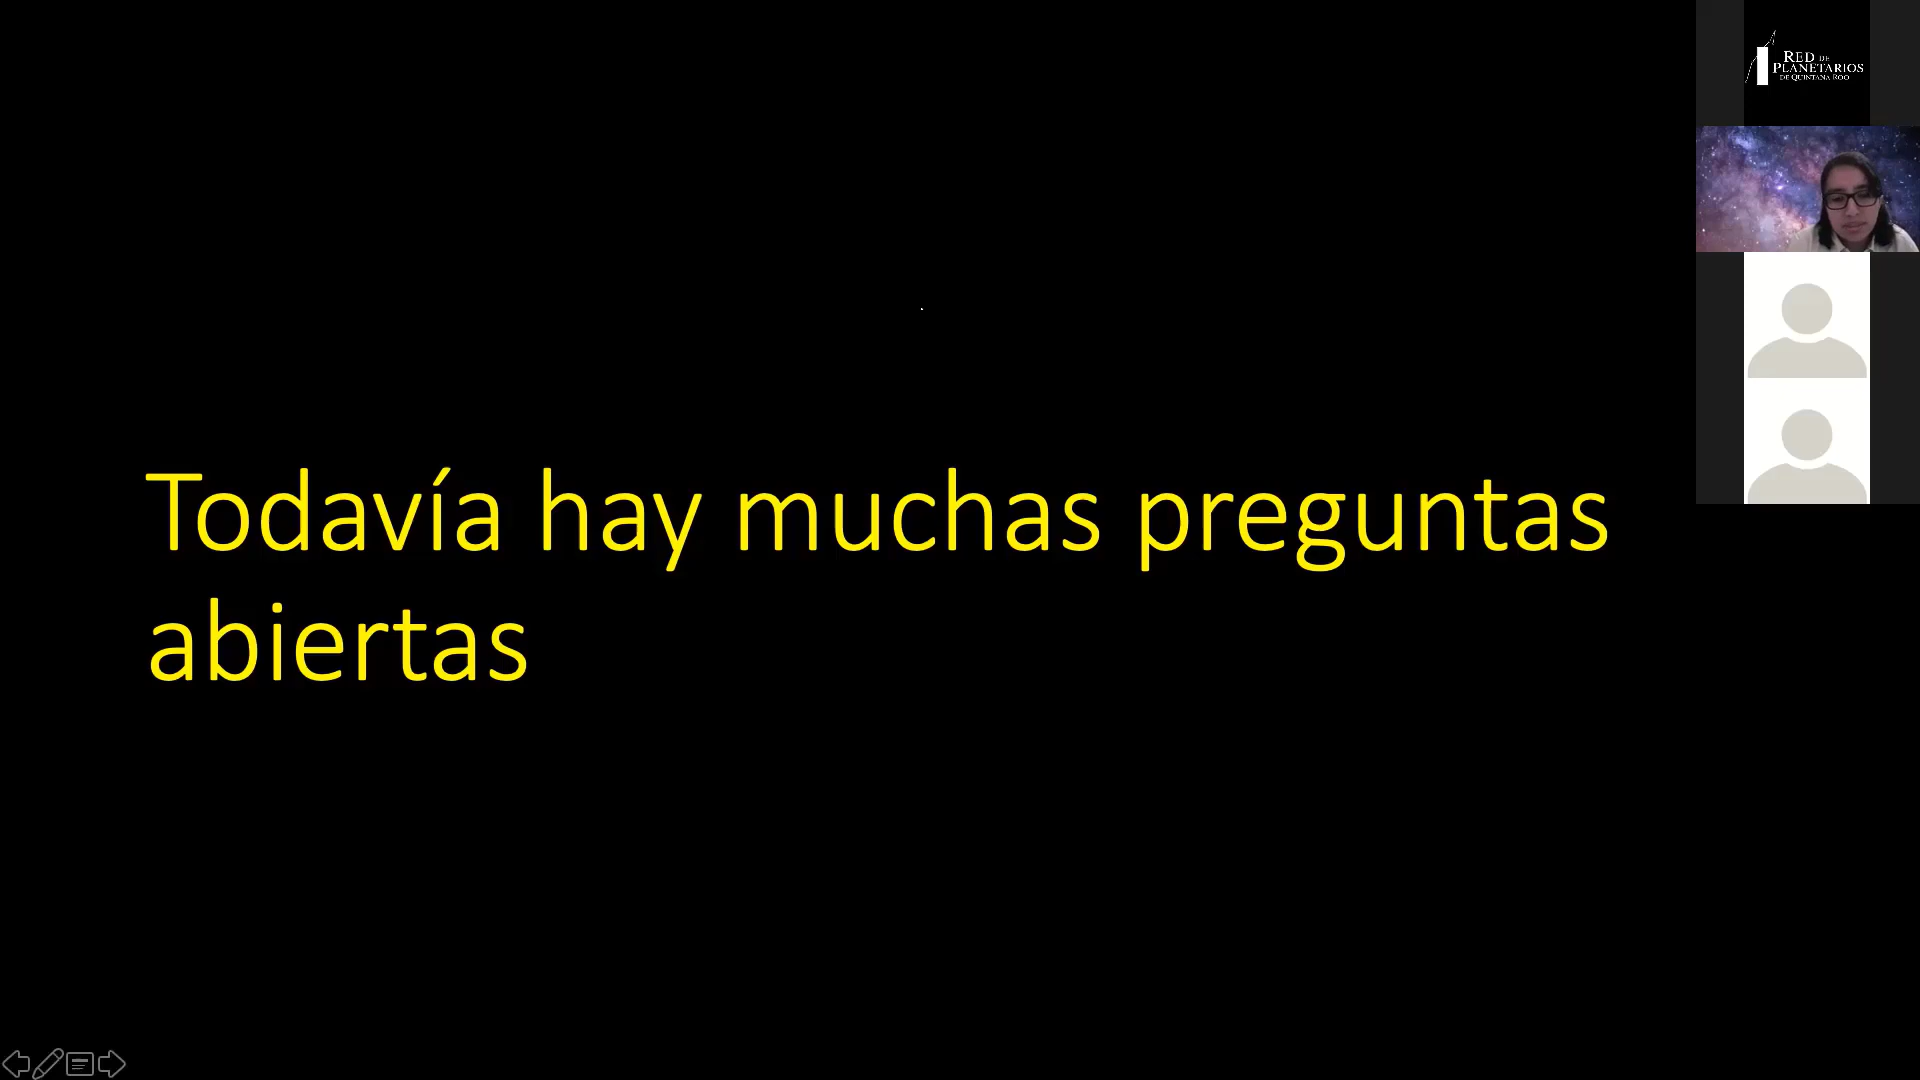 RED DE
PLANETARIOS
DE QUINTANA ROO
Todavía hay muchas preguntas
abiertas